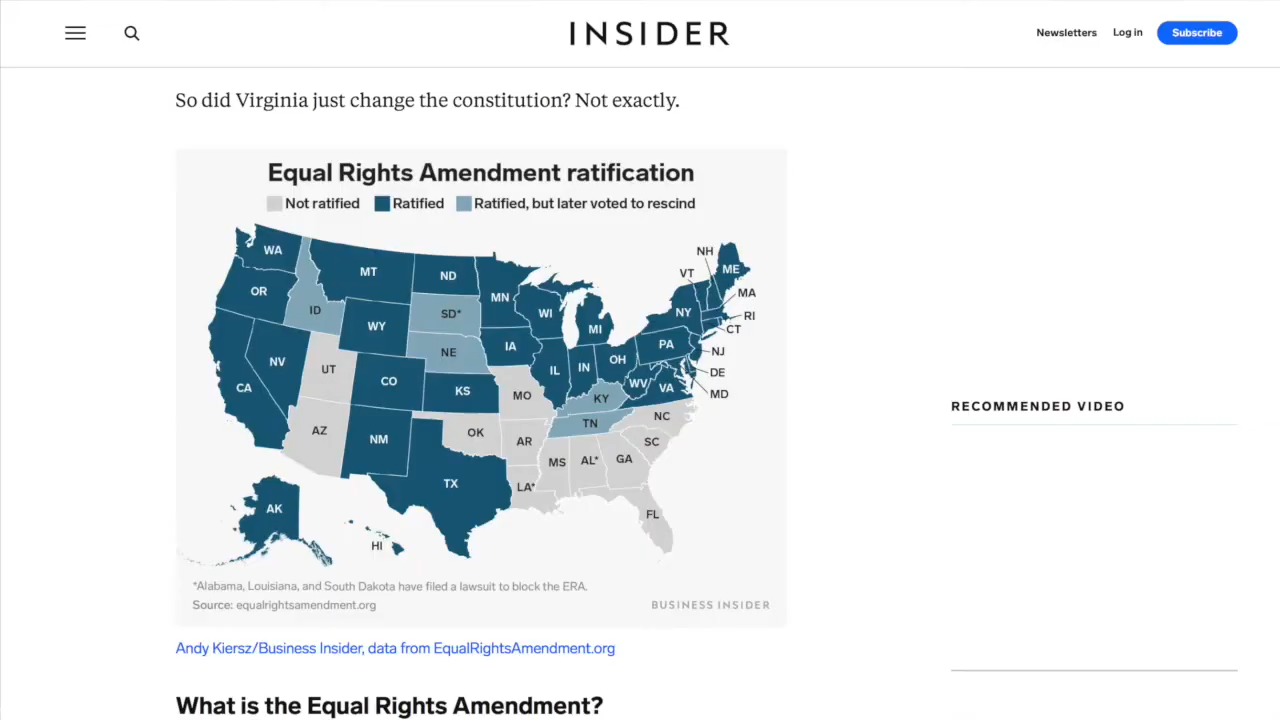 INSIDER
Newsletters Log in Subscribe
So did Virginia just change the constitution? Not exactly.
Equal Rights Amendment ratification
Not ratified Ratified Ratified, but later voted to rescind
WA
MT
ND
OR
ID
WY
SD*
MN
WI
MI
NH
VT
ME
MA
NY
RI
CT
NJ
DE
MD
PA
NE
IA
NV
UT
CO
CA
KS
IL
IN
OH
WV
VA
KY
MO
NC
TN
AZ
NM
OK
AR
SC
MS
AL*
GA
TX
LA*
FL
AK
HI
*Alabama, Louisiana, and South Dakota have filed a lawsuit to block the ERA.
Source: equalrightsamendment.org
BUSINESS INSIDER
Andy Kiersz/Business Insider, data from EqualRightsAmendment.org
What is the Equal Rights Amendment?
RECOMMENDED VIDEO